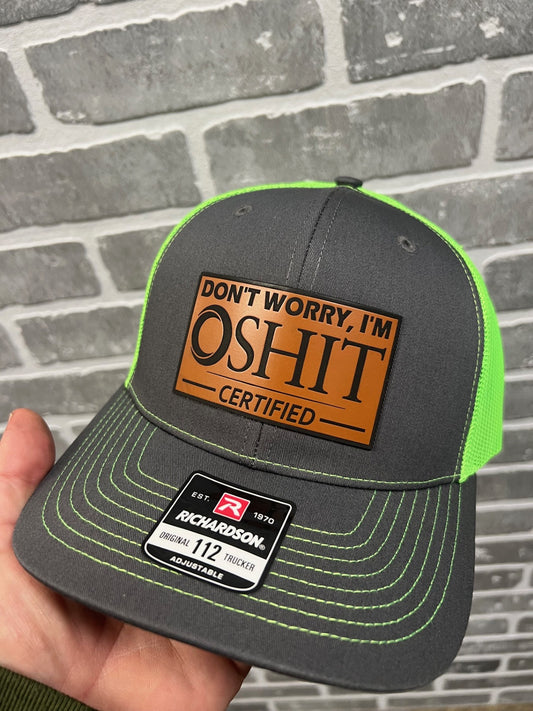 DON'T WORRY, I'M
OSHIT
CERTIFIED
EST. R 1970
RICHARDSON®
ORIGINAL 112 TRUCKER
ADJUSTABLE